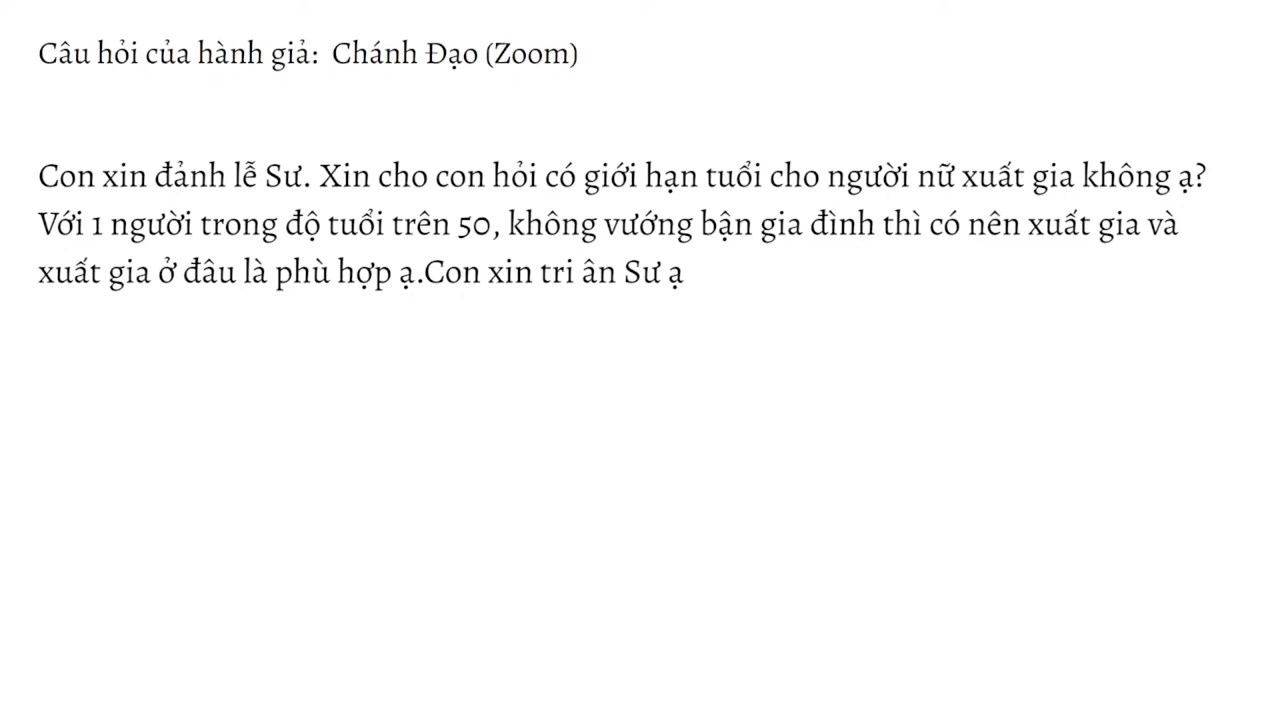 Câu hỏi của hành giả: Chánh Đạo (Zoom)
Con xin đảnh lễ Sư. Xin cho con hỏi có giới hạn tuổi cho người nữ xuất gia không ạ?
Với 1 người trong độ tuổi trên 50, không vướng bận gia đình thì có nên xuất gia và
xuất gia ở đâu là phù hợp ạ.Con xin tri ân Sư ạ